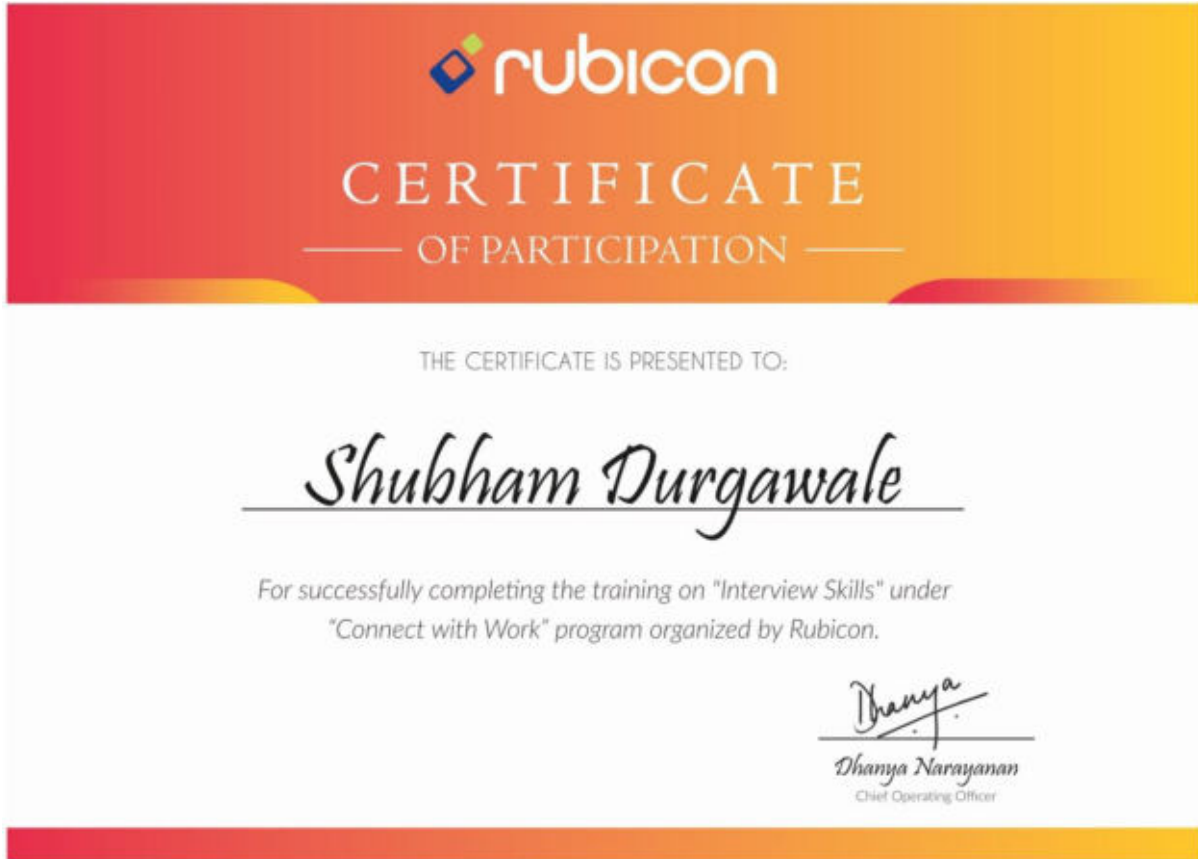 rubicon
CERTIFICATE
OF PARTICIPATION
THE CERTIFICATE IS PRESENTED TO:
Shubham Durgawale
For successfully completing the training on "Interview Skills" under
"Connect with Work" program organized by Rubicon.
Dhanya
Dhanya Narayanan
Chief Operating Officer